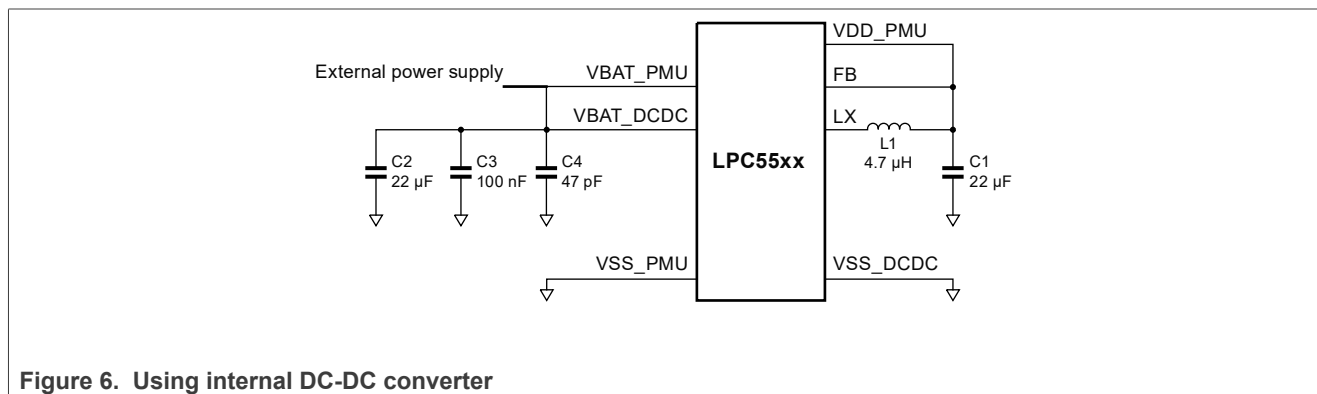 VDD_PMU
External power supply
VBAT_PMU
FB
VBAT_DCDC
LX
L1
4.7 µH
LPC55xx
C2
22 µF
C3
100 nF
C4
47 pF
C1
22 µF
VSS_PMU
VSS_DCDC
Figure 6. Using internal DC-DC converter